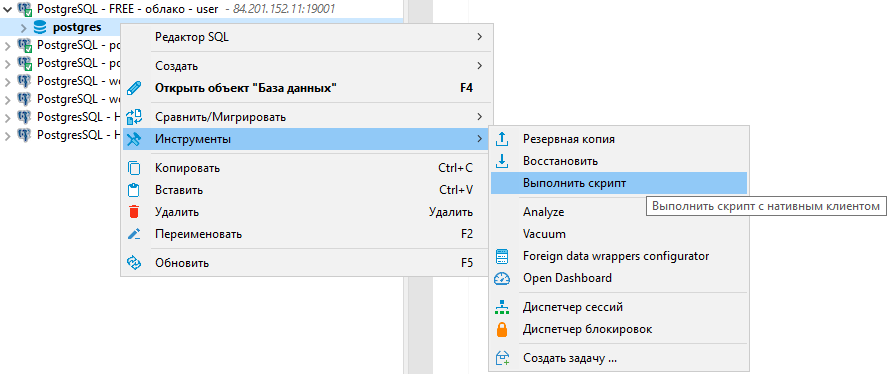 PostgreSQL - FREE - облако - user - 84.201.152.11:19001
postgres
PostgreSQL - po
PostgreSQL - po
PostgreSQL - wo
PostgreSQL - wo
PostgresSQL - H
PostgresSQL - H
Редактор SQL
Создать
Открыть объект "База данных" F4
Сравнить/Мигрировать
Инструменты
Копировать Ctrl+C
Вставить Ctrl+V
Удалить Удалить
Переименовать F2
Обновить F5
Резервная копия
Восстановить
Выполнить скрипт
Выполнить скрипт с нативным клиентом
Analyze
Vacuum
Foreign data wrappers configurator
Open Dashboard
Диспетчер сессий
Диспетчер блокировок
Создать задачу ...